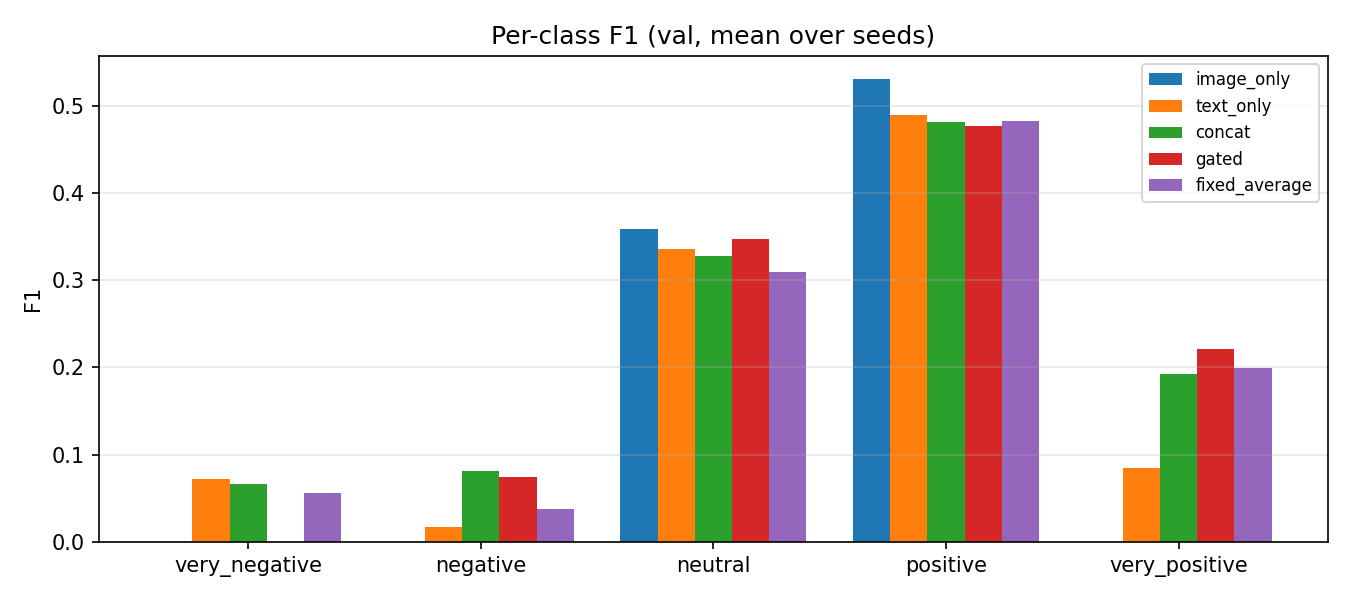 Per-class F1 (val, mean over seeds)
image_only
text_only
concat
gated
fixed_average
F1
0.5
0.4
0.3
0.2
0.1
0.0
very_negative
negative
neutral
positive
very_positive